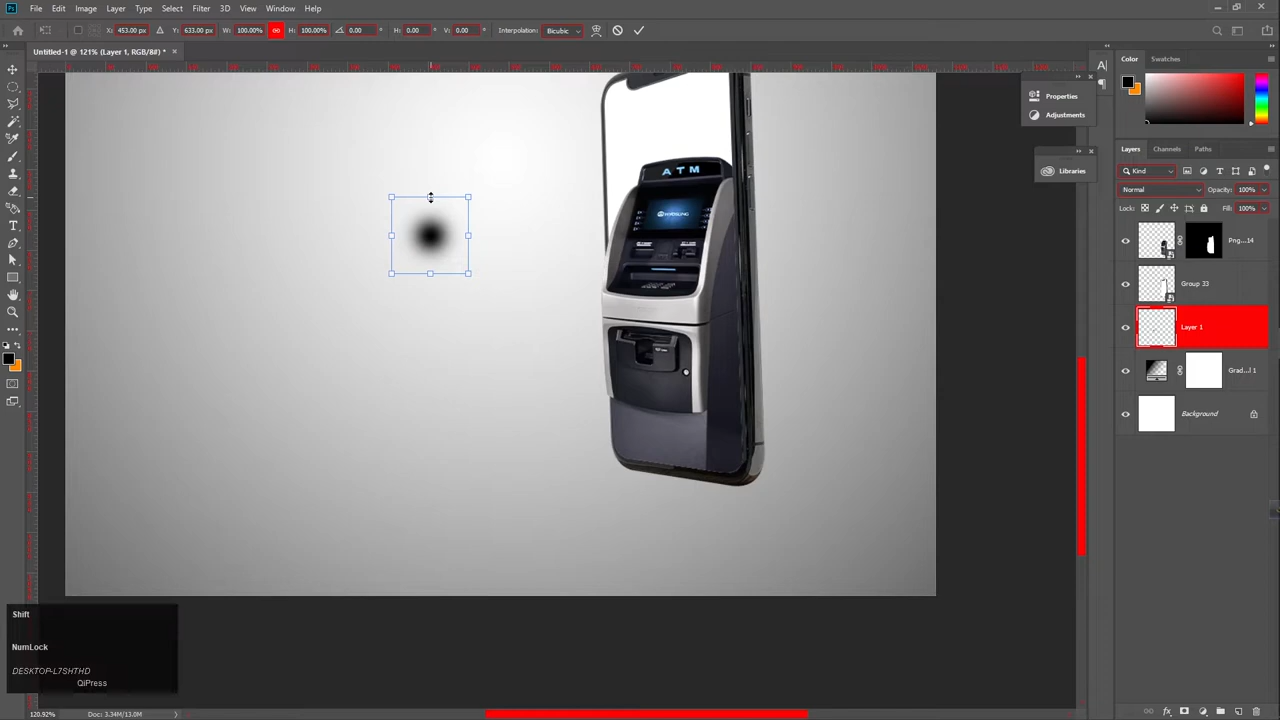 File Edit Image Layer Type Select Filter 3D View Window Help
X: 453.00 px Y: 633.00 px W: 100.00% H: 100.00% 0.00 ° H: 0.00 ° V: 0.00 ° Interpolation: Bicubic
Untitled-1 @ 121% (Layer 1, RGB/8#) *
Properties
Adjustments
Libraries
Color Swatches
Layers Channels Paths
Kind
Normal Opacity: 100%
Lock: Fill: 100%
Png...14
Group 33
Layer 1
Grad...l 1
Background
ATM
HYOSUNG
Shift
NumLock
DESKTOP-L7SHTHD
QiPress
120.92% Doc: 3.34M/13.0M